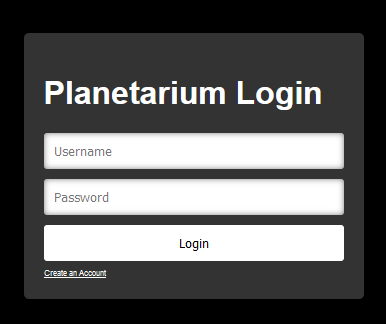 Planetarium Login
Username
Password
Login
Create an Account